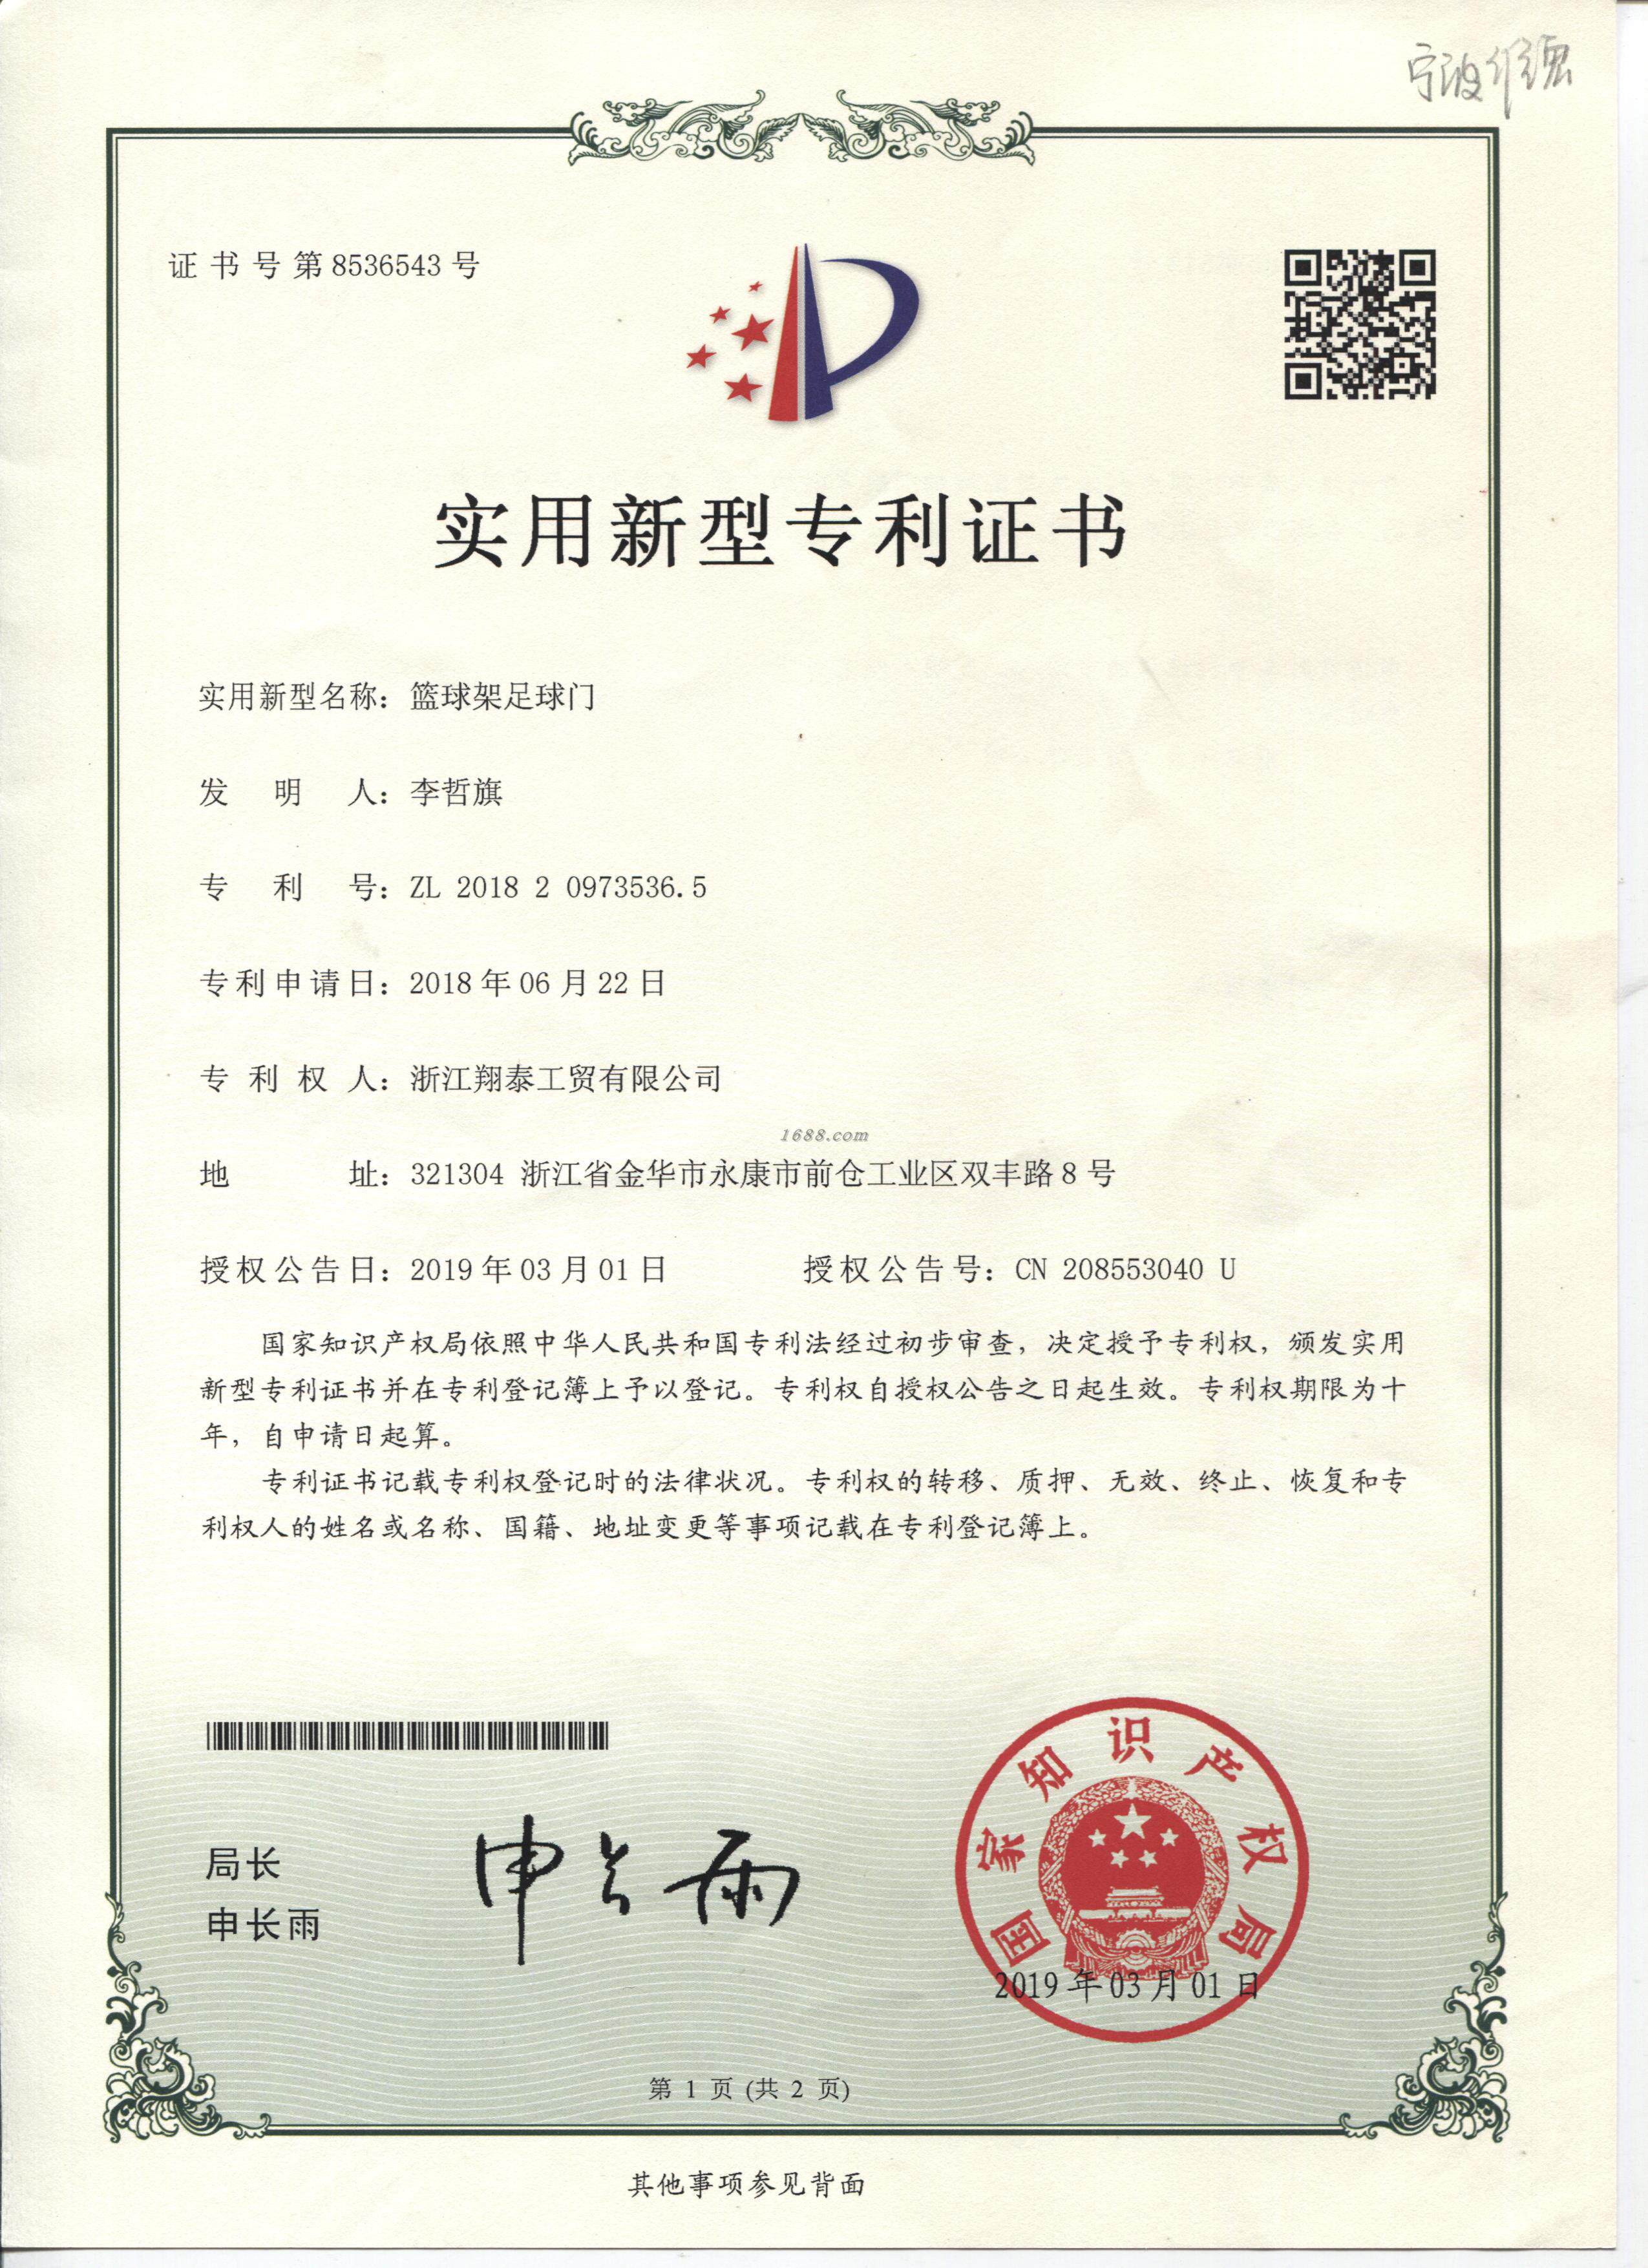 宁波
证书号第8536543号
实用新型专利证书
实用新型名称：篮球架足球门
发明人：李哲旗
专利号：ZL 2018 2 0973536.5
专利申请日：2018年06月22日
专利权人：浙江翔泰工贸有限公司
1688.com
地址：321304 浙江省金华市永康市前仓工业区双丰路8号
授权公告日：2019年03月01日 授权公告号：CN 208553040 U
国家知识产权局依照中华人民共和国专利法经过初步审查，决定授予专利权，颁发实用
新型专利证书并在专利登记簿上予以登记。专利权自授权公告之日起生效。专利权期限为十
年，自申请日起算。
专利证书记载专利权登记时的法律状况。专利权的转移、质押、无效、终止、恢复和专
利权人的姓名或名称、国籍、地址变更等事项记载在专利登记簿上。
局长
申长雨
申长雨
国家知识产权局
2019年03月01日
第 1 页 (共 2 页)
其他事项参见背面